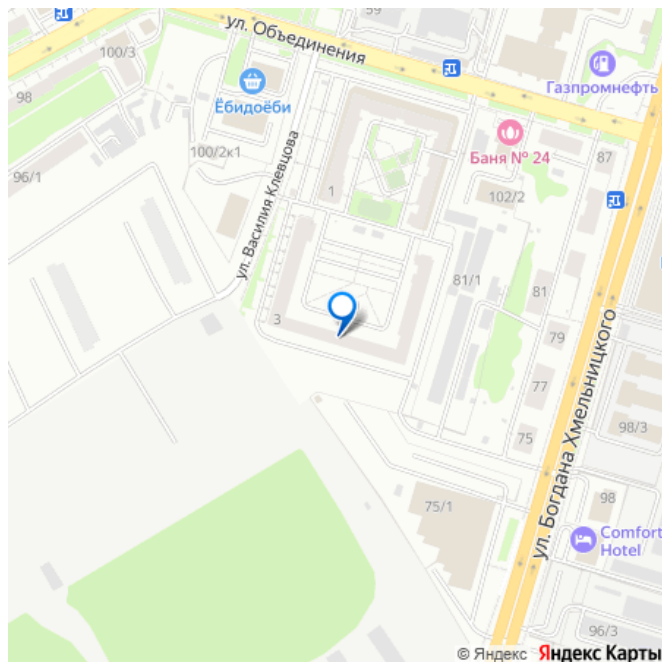 59
ул. Объединения
100/3
98
Ёбидоёби
Газпромнефть
Баня № 24
87
100/2к1
96/1
ул. Василия Клевцова
1
102/2
81/1
81
3
79
77
75
98/3
ул. Богдана Хмельницкого
75/1
98
Comfort
Hotel
96/3
© Яндекс Яндекс Карты